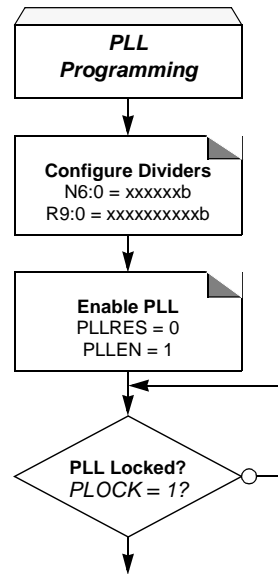 PLL
Programming
Configure Dividers
N6:0 = xxxxxxb
R9:0 = xxxxxxxxxxb
Enable PLL
PLLRES = 0
PLLEN = 1
PLL Locked?
PLOCK = 1?